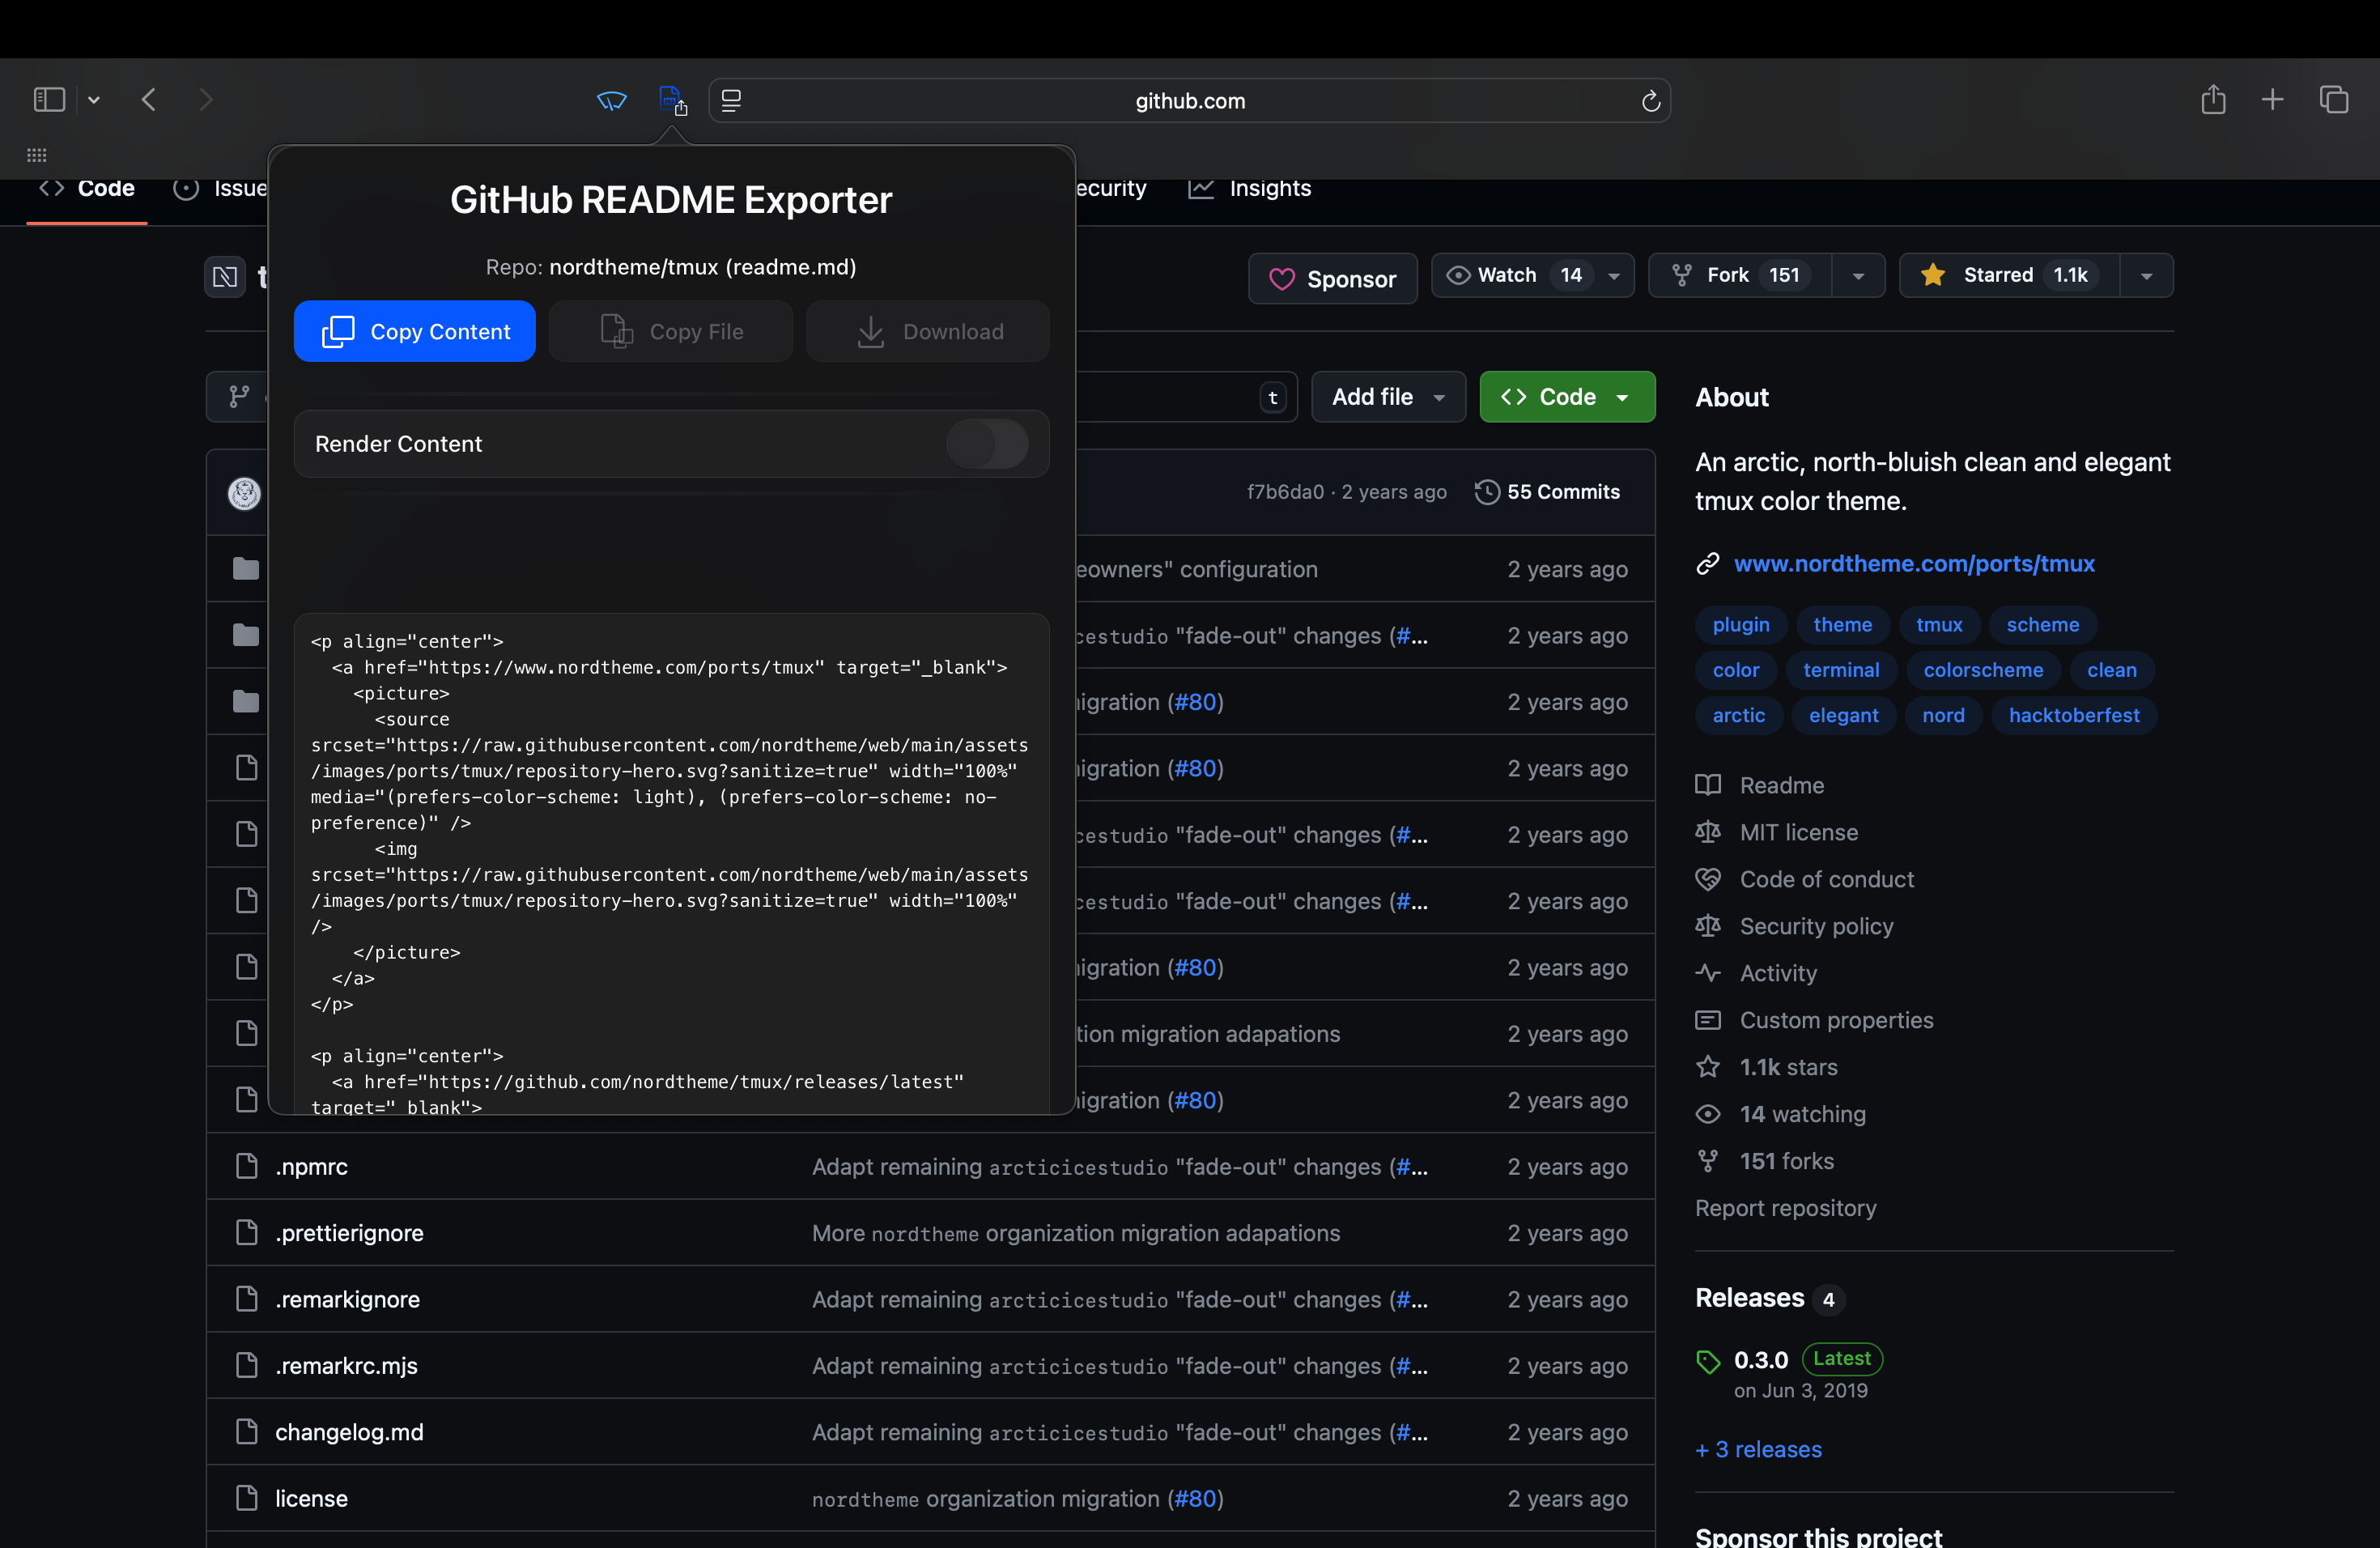 github.com
Code
Issue
ecurity
Insights
GitHub README Exporter
Repo: nordtheme/tmux (readme.md)
Copy Content
Copy File
Download
Render Content
<p align="center">
  <a href="https://www.nordtheme.com/ports/tmux" target="_blank">
    <picture>
      <source
srcset="https://raw.githubusercontent.com/nordtheme/web/main/assets
/images/ports/tmux/repository-hero.svg?sanitize=true" width="100%"
media="(prefers-color-scheme: light), (prefers-color-scheme: no-
preference)" />
      <img
srcset="https://raw.githubusercontent.com/nordtheme/web/main/assets
/images/ports/tmux/repository-hero.svg?sanitize=true" width="100%"
/>
    </picture>
  </a>
</p>
<p align="center">
  <a href="https://github.com/nordtheme/tmux/releases/latest"
target="_blank">
t
Sponsor
Watch 14
Fork 151
Starred 1.1k
t
Add file
Code
f7b6da0 · 2 years ago
55 Commits
eowners" configuration 2 years ago
cestudio "fade-out" changes (#... 2 years ago
igration (#80) 2 years ago
igration (#80) 2 years ago
cestudio "fade-out" changes (#... 2 years ago
cestudio "fade-out" changes (#... 2 years ago
igration (#80) 2 years ago
tion migration adapations 2 years ago
igration (#80) 2 years ago
.npmrc Adapt remaining arcticicestudio "fade-out" changes (#... 2 years ago
.prettierignore More nordtheme organization migration adapations 2 years ago
.remarkignore Adapt remaining arcticicestudio "fade-out" changes (#... 2 years ago
.remarkrc.mjs Adapt remaining arcticicestudio "fade-out" changes (#... 2 years ago
changelog.md Adapt remaining arcticicestudio "fade-out" changes (#... 2 years ago
license nordtheme organization migration (#80) 2 years ago
About
An arctic, north-bluish clean and elegant
tmux color theme.
www.nordtheme.com/ports/tmux
plugin theme tmux scheme
color terminal colorscheme clean
arctic elegant nord hacktoberfest
Readme
MIT license
Code of conduct
Security policy
Activity
Custom properties
1.1k stars
14 watching
151 forks
Report repository
Releases 4
0.3.0 Latest
on Jun 3, 2019
+ 3 releases
Sponsor this project